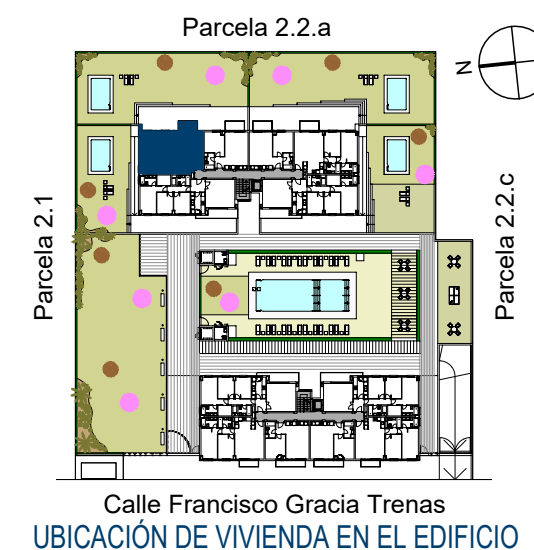 Parcela 2.2.a
N
Parcela 2.1
Parcela 2.2.c
Calle Francisco Gracia Trenas
UBICACIÓN DE VIVIENDA EN EL EDIFICIO